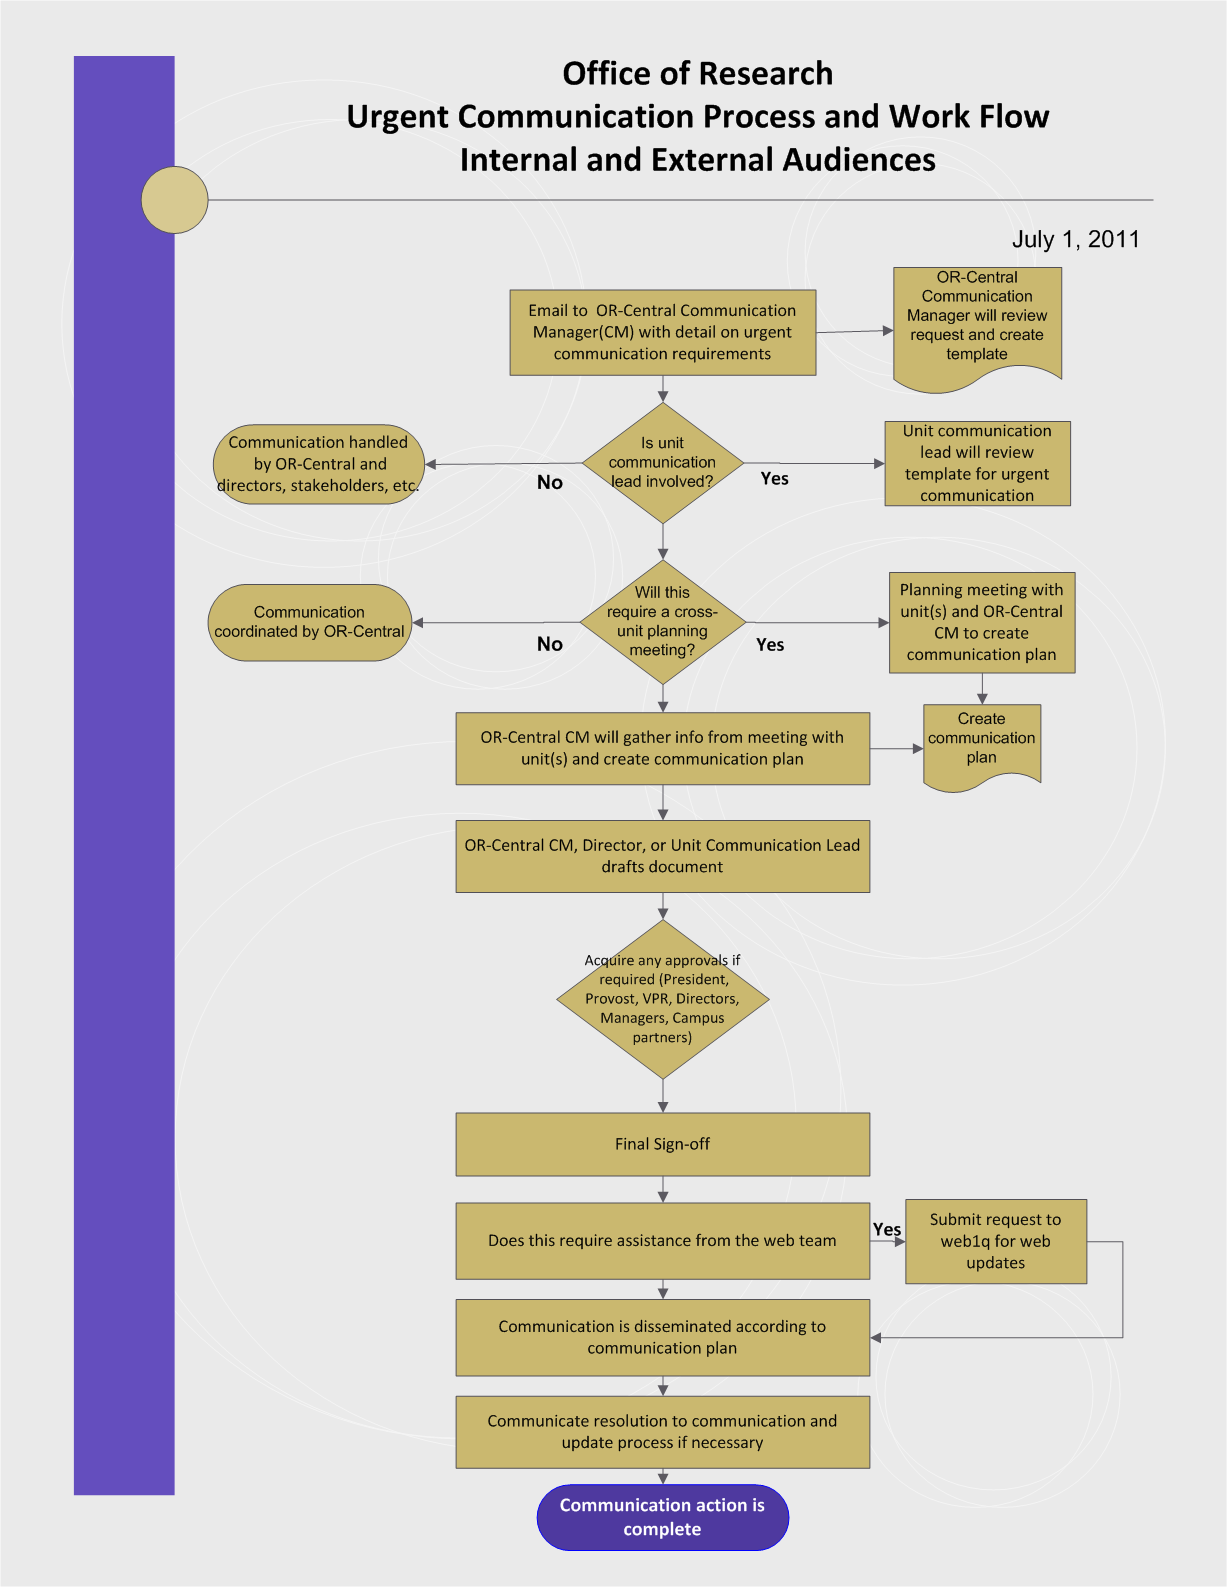 Office of Research
Urgent Communication Process and Work Flow
Internal and External Audiences
July 1, 2011
Email to OR-Central Communication
Manager(CM) with detail on urgent
communication requirements
OR-Central
Communication
Manager will review
request and create
template
Communication handled
by OR-Central and
directors, stakeholders, etc.
No
Is unit
communication
lead involved?
Yes
Unit communication
lead will review
template for urgent
communication
Communication
coordinated by OR-Central
No
Will this
require a cross-
unit planning
meeting?
Yes
Planning meeting with
unit(s) and OR-Central
CM to create
communication plan
OR-Central CM will gather info from meeting with
unit(s) and create communication plan
Create
communication
plan
OR-Central CM, Director, or Unit Communication Lead
drafts document
Acquire any approvals if
required (President,
Provost, VPR, Directors,
Managers, Campus
partners)
Final Sign-off
Does this require assistance from the web team
Yes
Submit request to
web1q for web
updates
Communication is disseminated according to
communication plan
Communicate resolution to communication and
update process if necessary
Communication action is
complete